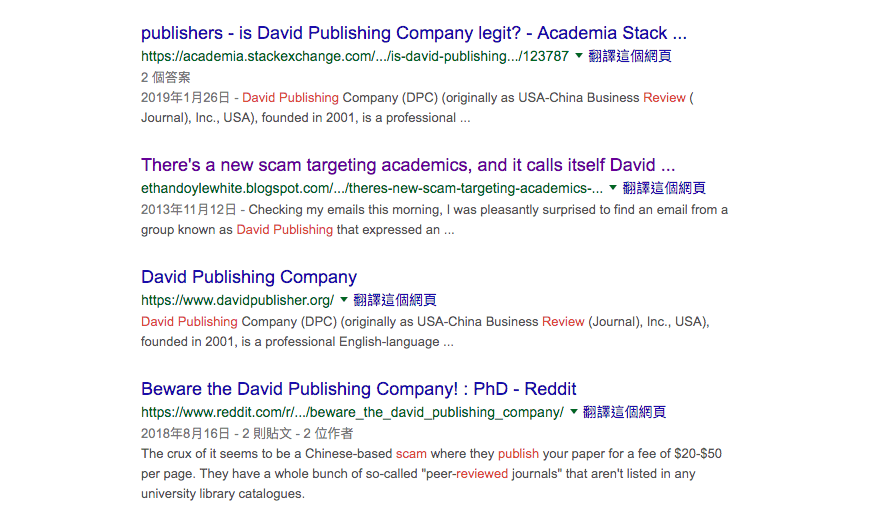 publishers - is David Publishing Company legit? - Academia Stack ...
https://academia.stackexchange.com/.../is-david-publishing.../123787 ▼ 翻譯這個網頁
2 個答案
2019年1月26日 - David Publishing Company (DPC) (originally as USA-China Business Review (
Journal), Inc., USA), founded in 2001, is a professional ...
There's a new scam targeting academics, and it calls itself David ...
ethandoylewhite.blogspot.com/.../theres-new-scam-targeting-academics-... ▼ 翻譯這個網頁
2013年11月12日 - Checking my emails this morning, I was pleasantly surprised to find an email from a
group known as David Publishing that expressed an ...
David Publishing Company
https://www.davidpublisher.org/ ▼ 翻譯這個網頁
David Publishing Company (DPC) (originally as USA-China Business Review (Journal), Inc., USA),
founded in 2001, is a professional English-language ...
Beware the David Publishing Company! : PhD - Reddit
https://www.reddit.com/r/.../beware_the_david_publishing_company/ ▼ 翻譯這個網頁
2018年8月16日 - 2 則貼文 - 2 位作者
The crux of it seems to be a Chinese-based scam where they publish your paper for a fee of $20-$50
per page. They have a whole bunch of so-called "peer-reviewed journals" that aren't listed in any
university library catalogues.